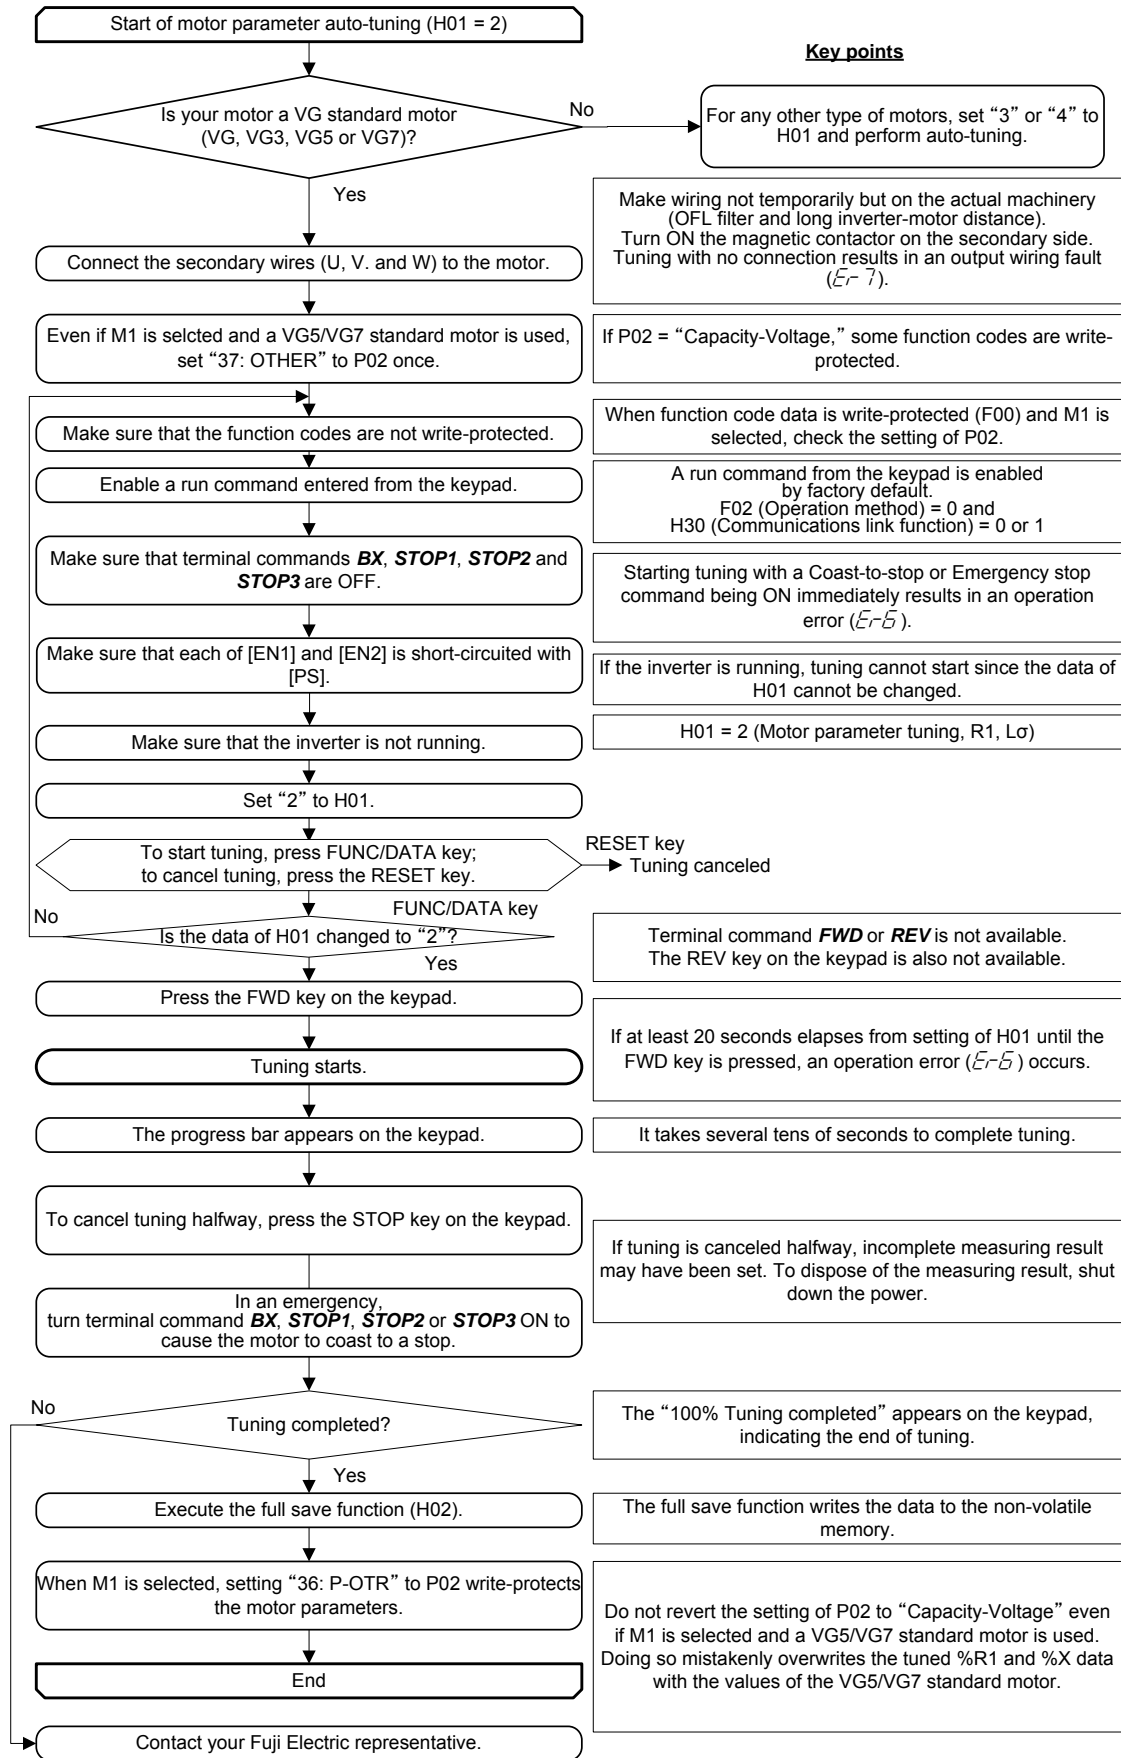 Start of motor parameter auto-tuning (H01 = 2)
Key points
Is your motor a VG standard motor
(VG, VG3, VG5 or VG7)?
No
For any other type of motors, set “3” or “4” to
H01 and perform auto-tuning.
Yes
Make wiring not temporarily but on the actual machinery
(OFL filter and long inverter-motor distance).
Turn ON the magnetic contactor on the secondary side.
Tuning with no connection results in an output wiring fault
(Er 7).
Connect the secondary wires (U, V. and W) to the motor.
Even if M1 is selcted and a VG5/VG7 standard motor is used,
set “37: OTHER” to P02 once.
If P02 = “Capacity-Voltage,” some function codes are write-
protected.
Make sure that the function codes are not write-protected.
When function code data is write-protected (F00) and M1 is
selected, check the setting of P02.
Enable a run command entered from the keypad.
A run command from the keypad is enabled
by factory default.
F02 (Operation method) = 0 and
H30 (Communications link function) = 0 or 1
Make sure that terminal commands BX, STOP1, STOP2 and
STOP3 are OFF.
Starting tuning with a Coast-to-stop or Emergency stop
command being ON immediately results in an operation
error (Er6).
Make sure that each of [EN1] and [EN2] is short-circuited with
[PS].
If the inverter is running, tuning cannot start since the data of
H01 cannot be changed.
Make sure that the inverter is not running.
H01 = 2 (Motor parameter tuning, R1, Lσ)
Set “2” to H01.
To start tuning, press FUNC/DATA key;
to cancel tuning, press the RESET key.
RESET key
Tuning canceled
FUNC/DATA key
No
Is the data of H01 changed to “2”?
Yes
Terminal command FWD or REV is not available.
The REV key on the keypad is also not available.
Press the FWD key on the keypad.
If at least 20 seconds elapses from setting of H01 until the
FWD key is pressed, an operation error (Er6) occurs.
Tuning starts.
The progress bar appears on the keypad.
It takes several tens of seconds to complete tuning.
To cancel tuning halfway, press the STOP key on the keypad.
If tuning is canceled halfway, incomplete measuring result
may have been set. To dispose of the measuring result, shut
down the power.
In an emergency,
turn terminal command BX, STOP1, STOP2 or STOP3 ON to
cause the motor to coast to a stop.
No
Tuning completed?
Yes
The “100% Tuning completed” appears on the keypad,
indicating the end of tuning.
Execute the full save function (H02).
The full save function writes the data to the non-volatile
memory.
When M1 is selected, setting “36: P-OTR” to P02 write-protects
the motor parameters.
Do not revert the setting of P02 to “Capacity-Voltage” even
if M1 is selected and a VG5/VG7 standard motor is used.
Doing so mistakenly overwrites the tuned %R1 and %X data
with the values of the VG5/VG7 standard motor.
End
Contact your Fuji Electric representative.